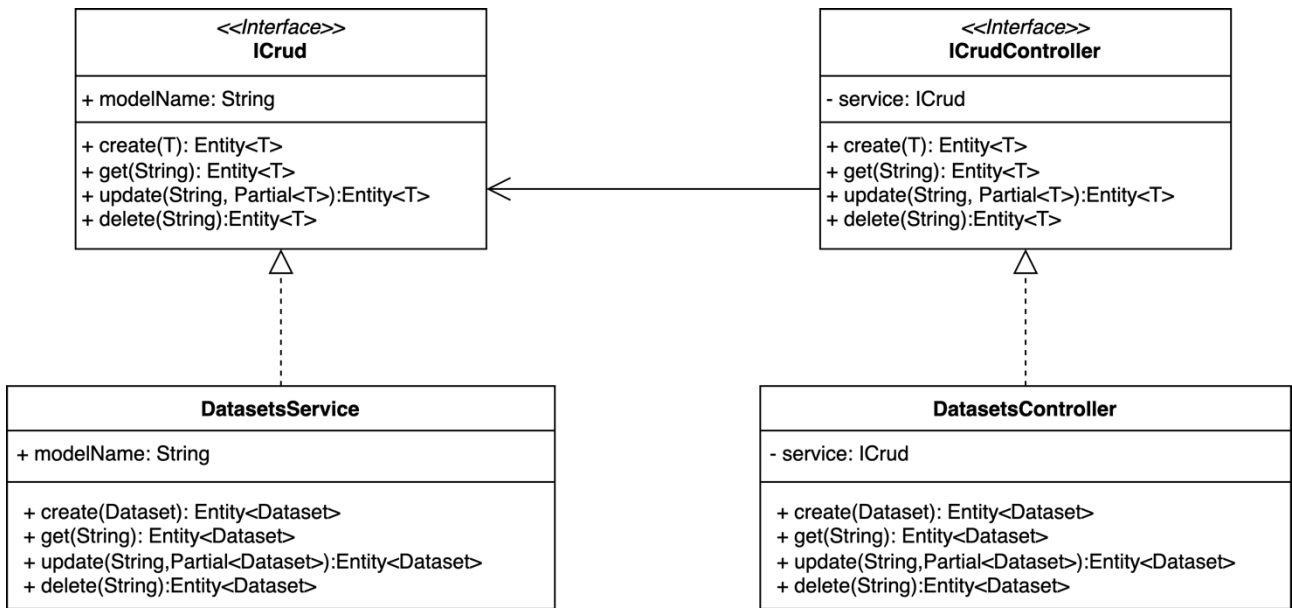 <<Interface>>
ICrud
+ modelName: String
+ create(T): Entity<T>
+ get(String): Entity<T>
+ update(String, Partial<T>):Entity<T>
+ delete(String):Entity<T>
<<Interface>>
ICrudController
- service: ICrud
+ create(T): Entity<T>
+ get(String): Entity<T>
+ update(String, Partial<T>):Entity<T>
+ delete(String):Entity<T>
DatasetsService
+ modelName: String
+ create(Dataset): Entity<Dataset>
+ get(String): Entity<Dataset>
+ update(String,Partial<Dataset>):Entity<Dataset>
+ delete(String):Entity<Dataset>
DatasetsController
- service: ICrud
+ create(Dataset): Entity<Dataset>
+ get(String): Entity<Dataset>
+ update(String,Partial<Dataset>):Entity<Dataset>
+ delete(String):Entity<Dataset>